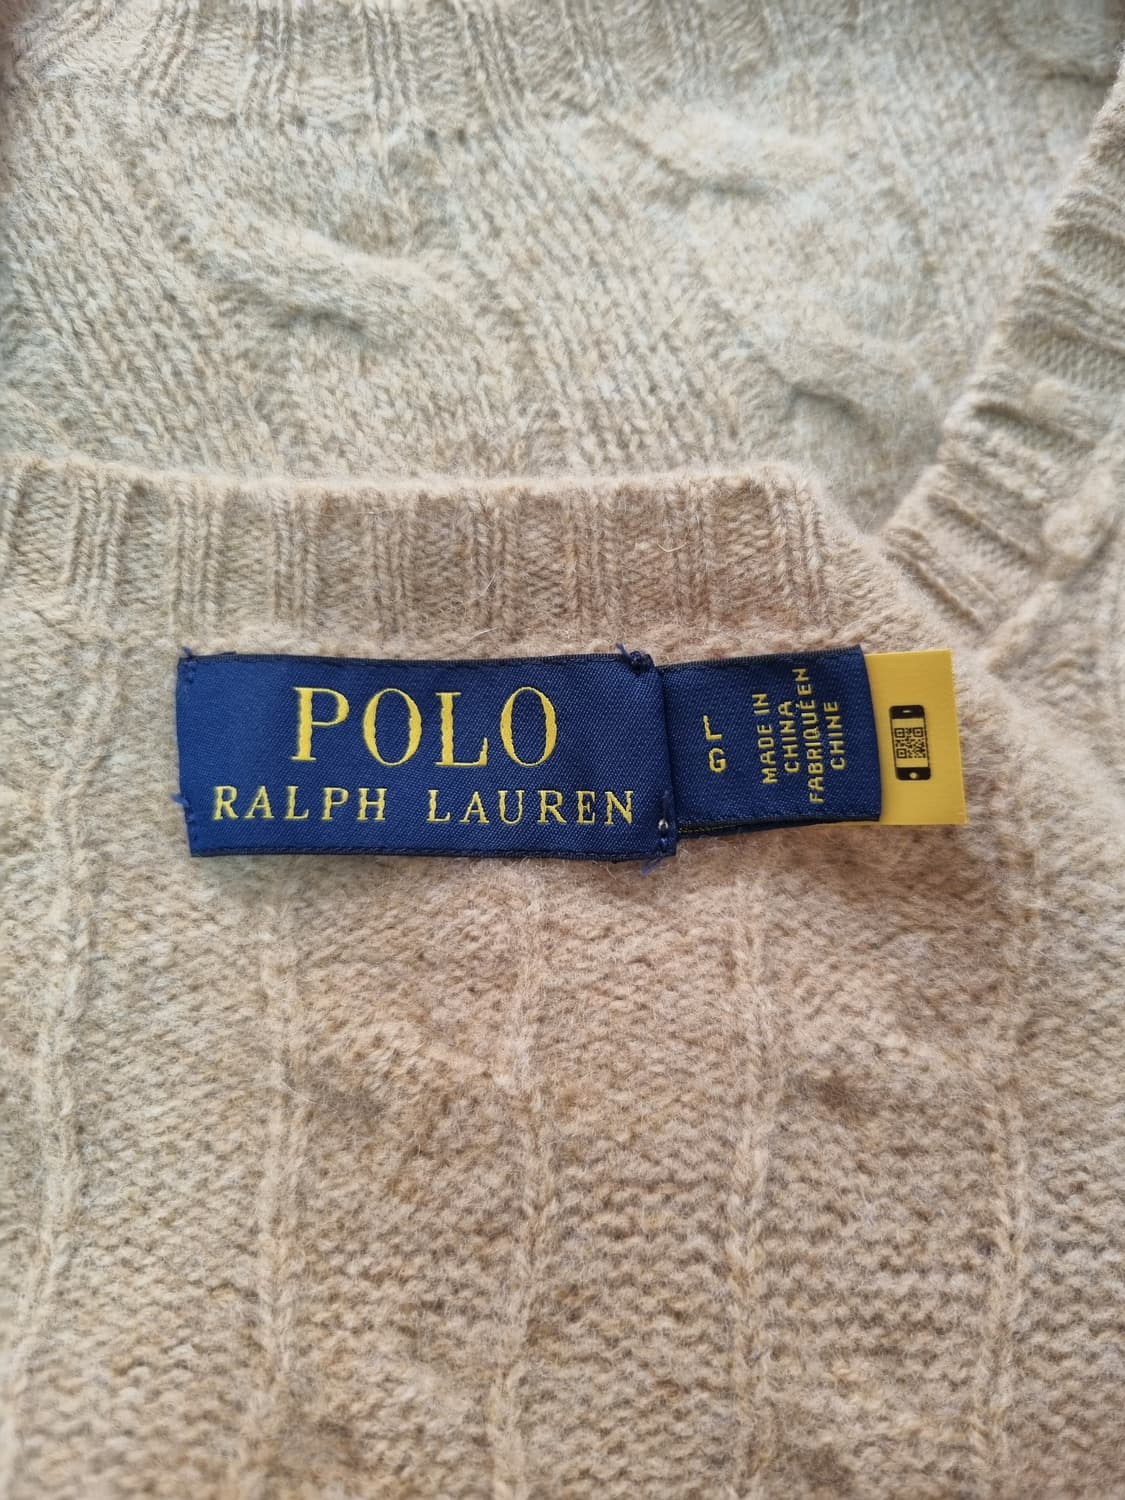 POLO
RALPH LAUREN
L
G
MADE IN
CHINA
FABRIQUÉ EN
CHINE